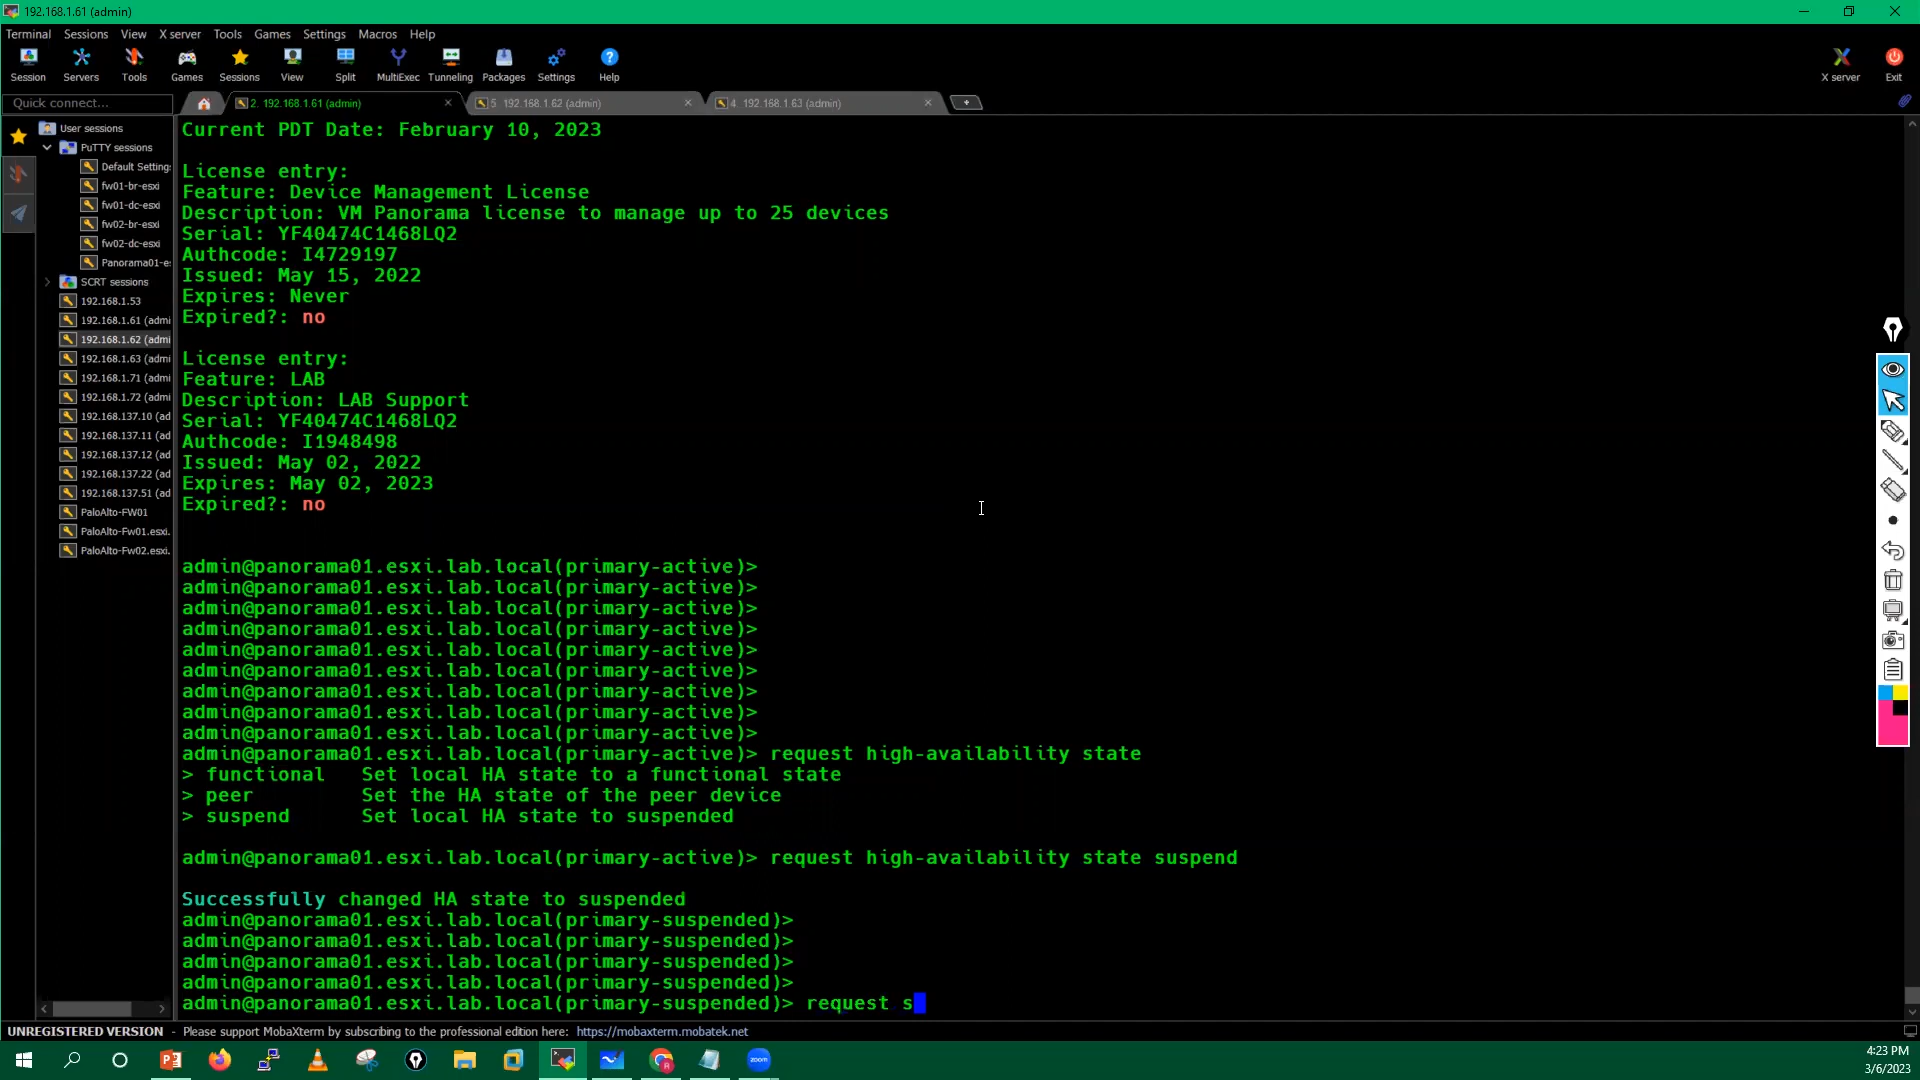 192.168.1.61 (admin)
Terminal Sessions View X server Tools Games Settings Macros Help
Session Servers Tools Games Sessions View Split MultiExec Tunneling Packages Settings Help X server Exit
Quick connect...
2. 192.168.1.61 (admin)
5. 192.168.1.62 (admin)
4. 192.168.1.63 (admin)
User sessions
PuTTY sessions
Default Setting
fw01-br-esxi
fw01-dc-esxi
fw02-br-esxi
fw02-dc-esxi
Panorama01-e
SCRT sessions
192.168.1.53
192.168.1.61 (admi
192.168.1.62 (admi
192.168.1.63 (admi
192.168.1.71 (admi
192.168.1.72 (admi
192.168.137.10 (ad
192.168.137.11 (ad
192.168.137.12 (ad
192.168.137.22 (ad
192.168.137.51 (ad
PaloAlto-FW01
PaloAlto-Fw01.esxi.
PaloAlto-Fw02.esxi.
Current PDT Date: February 10, 2023
License entry:
Feature: Device Management License
Description: VM Panorama license to manage up to 25 devices
Serial: YF40474C1468LQ2
Authcode: I4729197
Issued: May 15, 2022
Expires: Never
Expired?: no
License entry:
Feature: LAB
Description: LAB Support
Serial: YF40474C1468LQ2
Authcode: I1948498
Issued: May 02, 2022
Expires: May 02, 2023
Expired?: no
admin@panorama01.esxi.lab.local(primary-active)>
admin@panorama01.esxi.lab.local(primary-active)>
admin@panorama01.esxi.lab.local(primary-active)>
admin@panorama01.esxi.lab.local(primary-active)>
admin@panorama01.esxi.lab.local(primary-active)>
admin@panorama01.esxi.lab.local(primary-active)>
admin@panorama01.esxi.lab.local(primary-active)>
admin@panorama01.esxi.lab.local(primary-active)>
admin@panorama01.esxi.lab.local(primary-active)>
admin@panorama01.esxi.lab.local(primary-active)> request high-availability state
> functional Set local HA state to a functional state
> peer Set the HA state of the peer device
> suspend Set local HA state to suspended
admin@panorama01.esxi.lab.local(primary-active)> request high-availability state suspend
Successfully changed HA state to suspended
admin@panorama01.esxi.lab.local(primary-suspended)>
admin@panorama01.esxi.lab.local(primary-suspended)>
admin@panorama01.esxi.lab.local(primary-suspended)>
admin@panorama01.esxi.lab.local(primary-suspended)>
admin@panorama01.esxi.lab.local(primary-suspended)> request s
UNREGISTERED VERSION - Please support MobaXterm by subscribing to the professional edition here: https://mobaxterm.mobatek.net
zoom
4:23 PM
3/6/2023